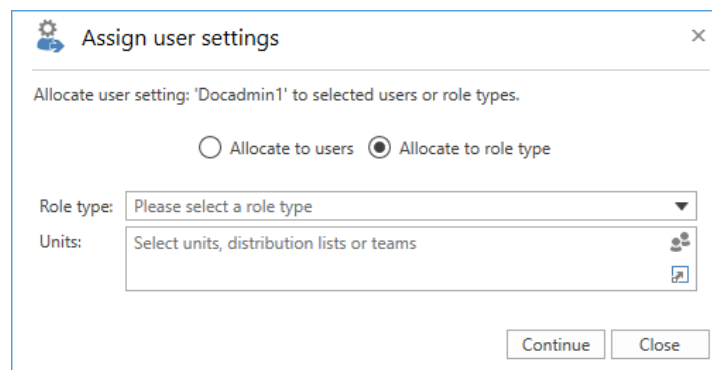 Assign user settings
Allocate user setting: 'Docadmin1' to selected users or role types.
Allocate to users Allocate to role type
Role type: Please select a role type
Units: Select units, distribution lists or teams
Continue Close